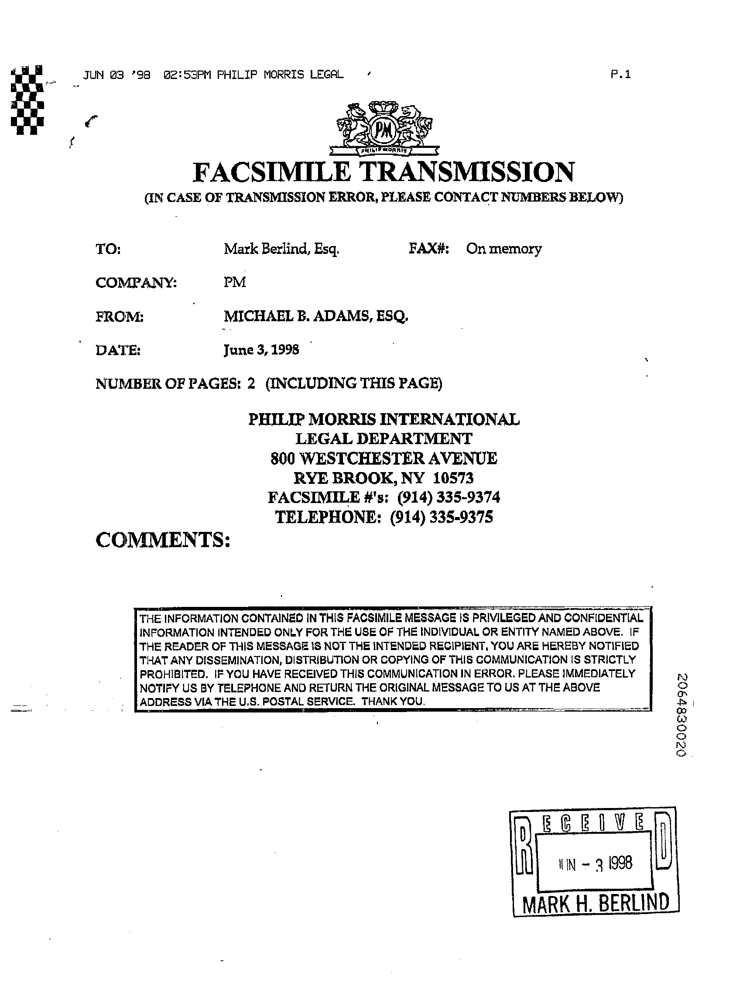 JUN 03 '98 02:53PM PHILIP MORRIS LEGAL P.1
PM
PHILIP MORRIS
FACSIMILE TRANSMISSION
(IN CASE OF TRANSMISSION ERROR, PLEASE CONTACT NUMBERS BELOW)
TO: Mark Berlind, Esq. FAX#: On memory
COMPANY: PM
FROM: MICHAEL B. ADAMS, ESQ.
DATE: June 3, 1998
NUMBER OF PAGES: 2 (INCLUDING THIS PAGE)
PHILIP MORRIS INTERNATIONAL
LEGAL DEPARTMENT
800 WESTCHESTER AVENUE
RYE BROOK, NY 10573
FACSIMILE #'s: (914) 335-9374
TELEPHONE: (914) 335-9375
COMMENTS:
THE INFORMATION CONTAINED IN THIS FACSIMILE MESSAGE IS PRIVILEGED AND CONFIDENTIAL
INFORMATION INTENDED ONLY FOR THE USE OF THE INDIVIDUAL OR ENTITY NAMED ABOVE. IF
THE READER OF THIS MESSAGE IS NOT THE INTENDED RECIPIENT, YOU ARE HEREBY NOTIFIED
THAT ANY DISSEMINATION, DISTRIBUTION OR COPYING OF THIS COMMUNICATION IS STRICTLY
PROHIBITED. IF YOU HAVE RECEIVED THIS COMMUNICATION IN ERROR, PLEASE IMMEDIATELY
NOTIFY US BY TELEPHONE AND RETURN THE ORIGINAL MESSAGE TO US AT THE ABOVE
ADDRESS VIA THE U.S. POSTAL SERVICE. THANK YOU.
2064830020
RECEIVED
JUN - 3 1998
MARK H. BERLIND